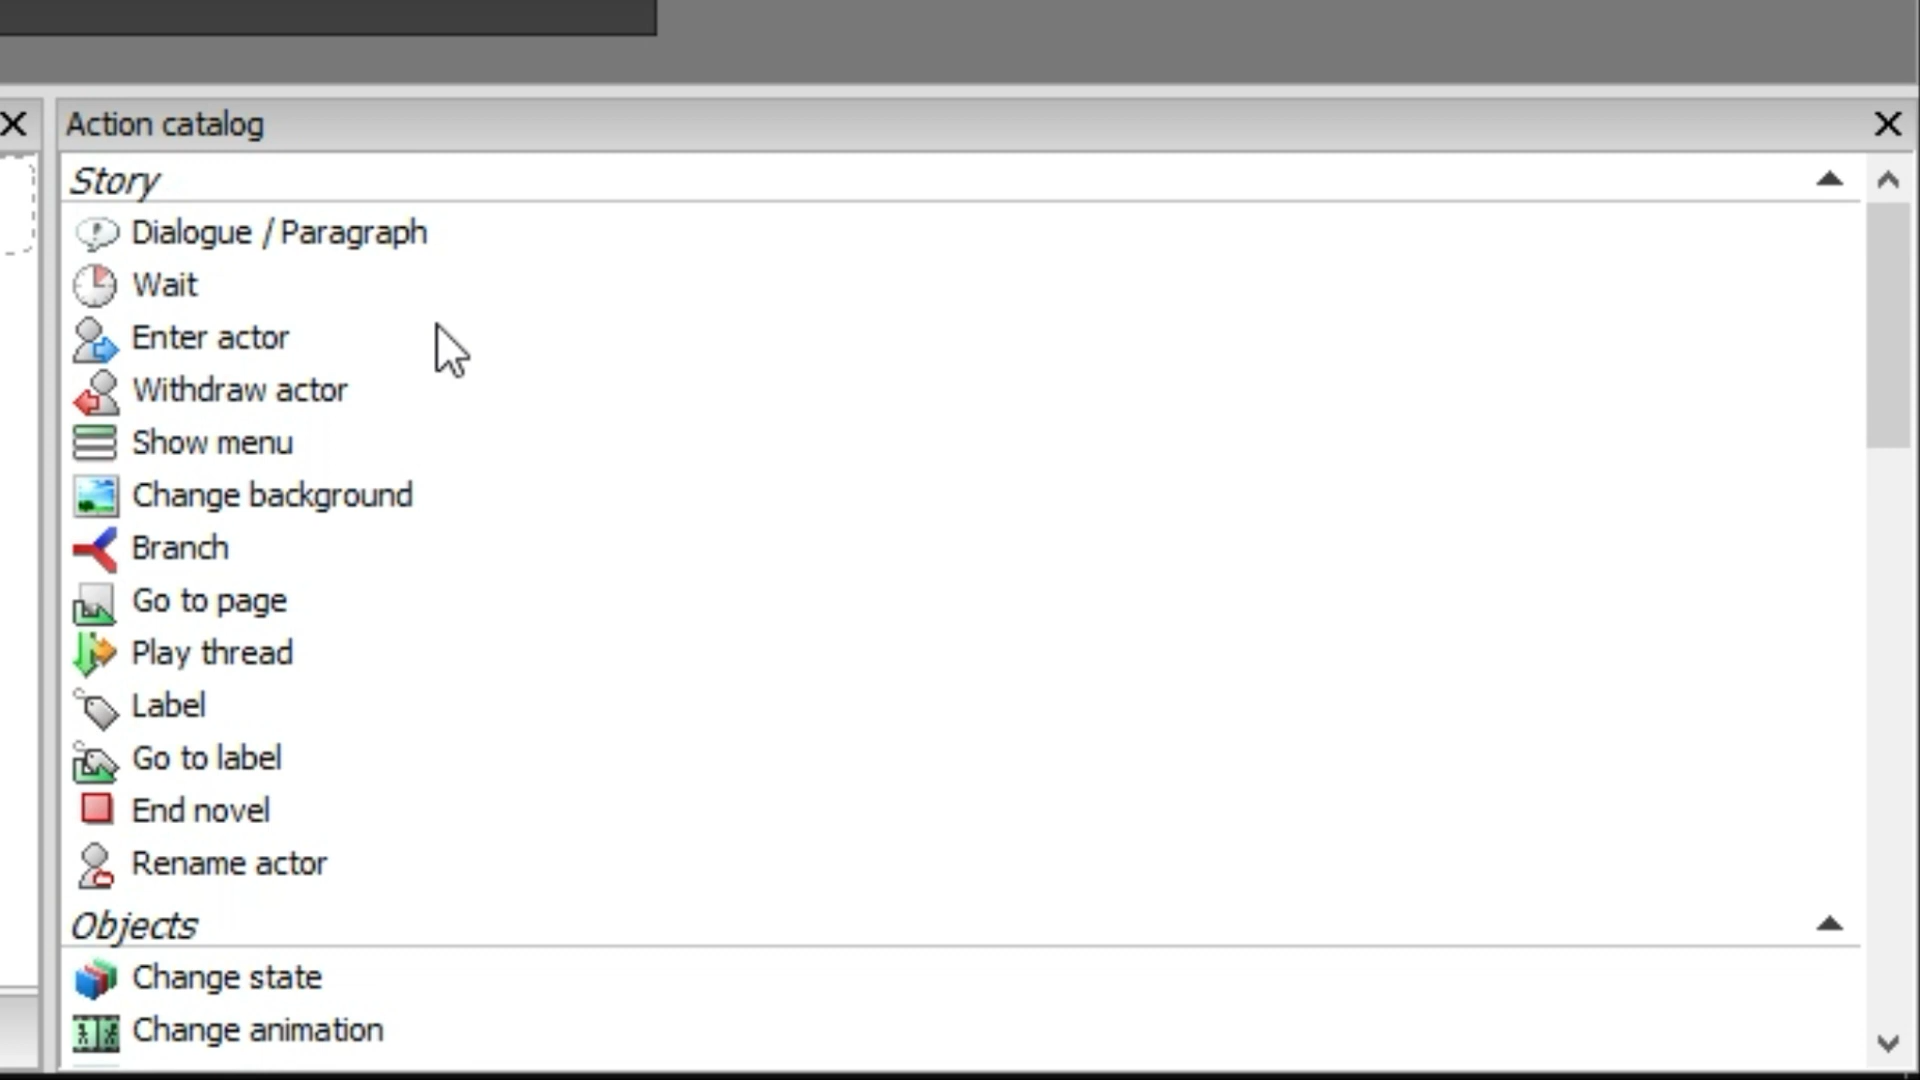 Action catalog
Story
Dialogue / Paragraph
Wait
Enter actor
Withdraw actor
Show menu
Change background
Branch
Go to page
Play thread
Label
Go to label
End novel
Rename actor
Objects
Change state
Change animation